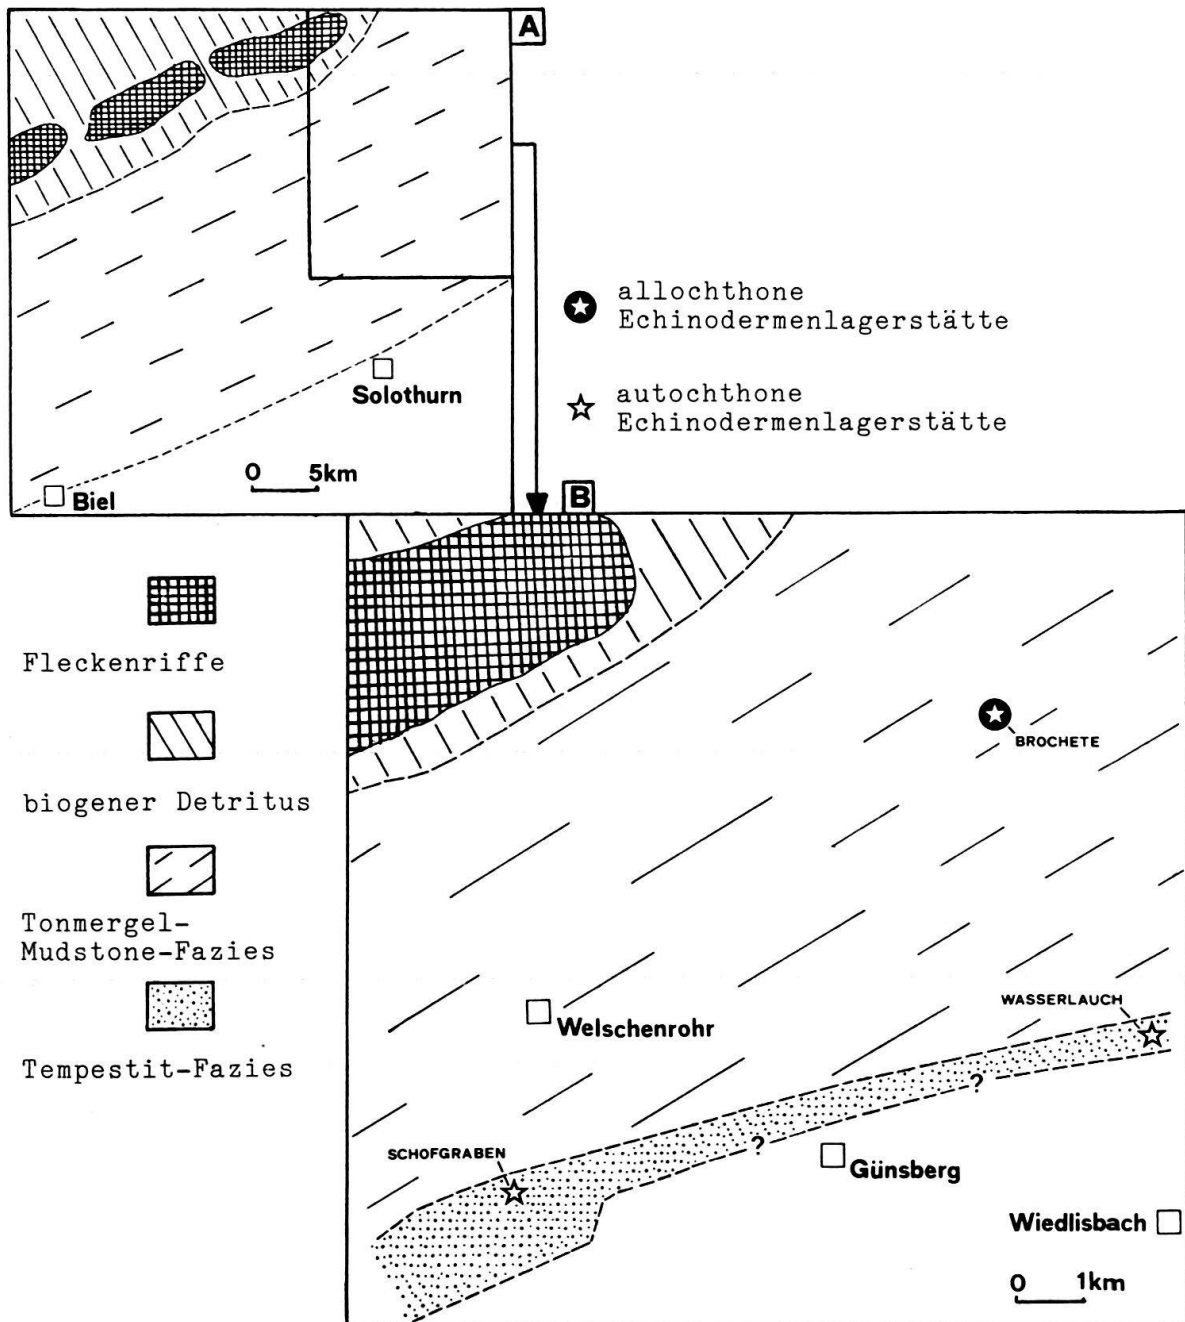 A
allochthone
Echinodermenlagerstätte
autochthone
Echinodermenlagerstätte
Solothurn
0 5km
Biel
B
Fleckenriffe
biogener Detritus
Tonmergel-
Mudstone-Fazies
Tempestit-Fazies
BROCHETE
WASSERLAUCH
Welschenrohr
?
?
SCHOFGRABEN
Günsberg
Wiedlisbach
0 1km